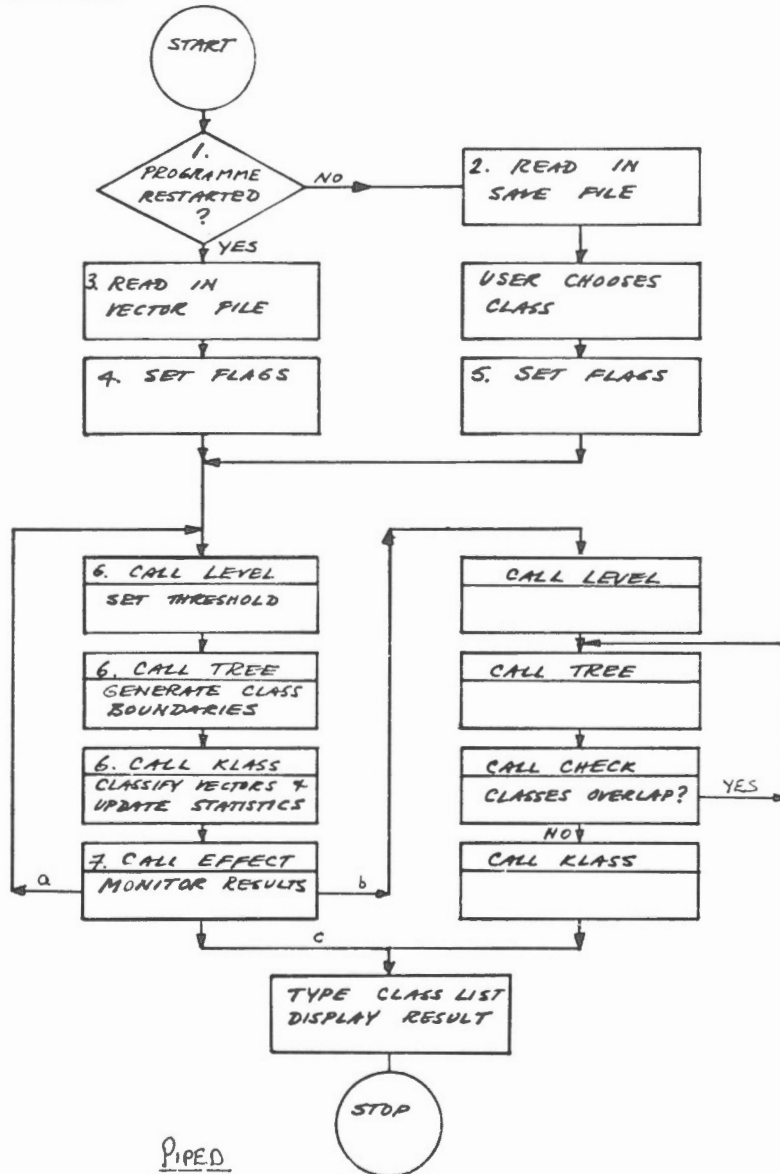 START
1.
PROGRAMME
RESTARTED
?
NO
YES
2. READ IN
SAVE FILE
3. READ IN
VECTOR FILE
USER CHOOSES
CLASS
4. SET FLAGS
5. SET FLAGS
6. CALL LEVEL
SET THRESHOLD
6. CALL TREE
GENERATE CLASS
BOUNDARIES
6. CALL KLASS
CLASSIFY VECTORS &
UPDATE STATISTICS
7. CALL EFFECT
MONITOR RESULTS
a
b
c
CALL LEVEL
CALL TREE
CALL CHECK
CLASSES OVERLAP?
YES
NO
CALL KLASS
TYPE CLASS LIST
DISPLAY RESULT
STOP
PIPED